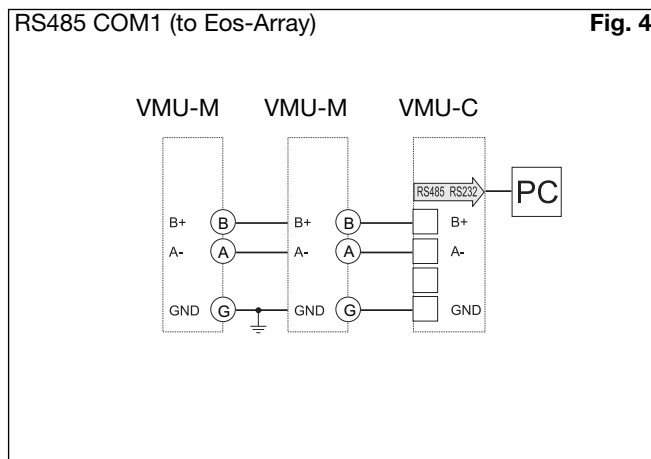 RS485 COM1 (to Eos-Array) Fig. 4
VMU-M VMU-M VMU-C
RS485 RS232 PC
B+ B B+ B B+
A- A A- A A-
GND G GND G GND